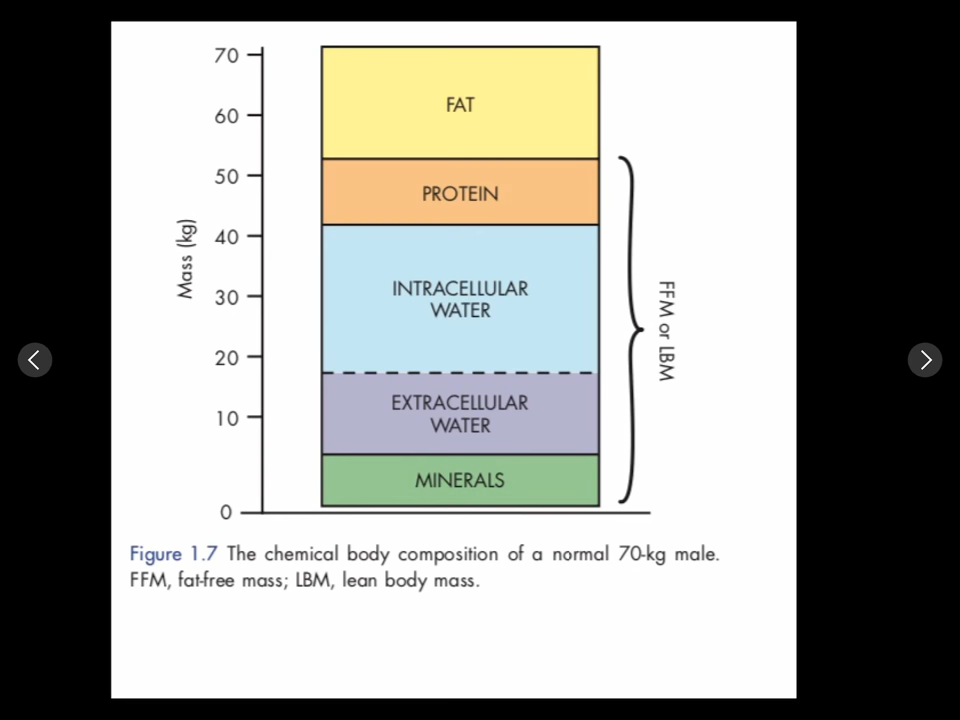 70
60
50
40
30
20
10
0
Mass (kg)
FAT
PROTEIN
INTRACELLULAR
WATER
EXTRACELLULAR
WATER
MINERALS
FFM or LBM
Figure 1.7 The chemical body composition of a normal 70-kg male.
FFM, fat-free mass; LBM, lean body mass.